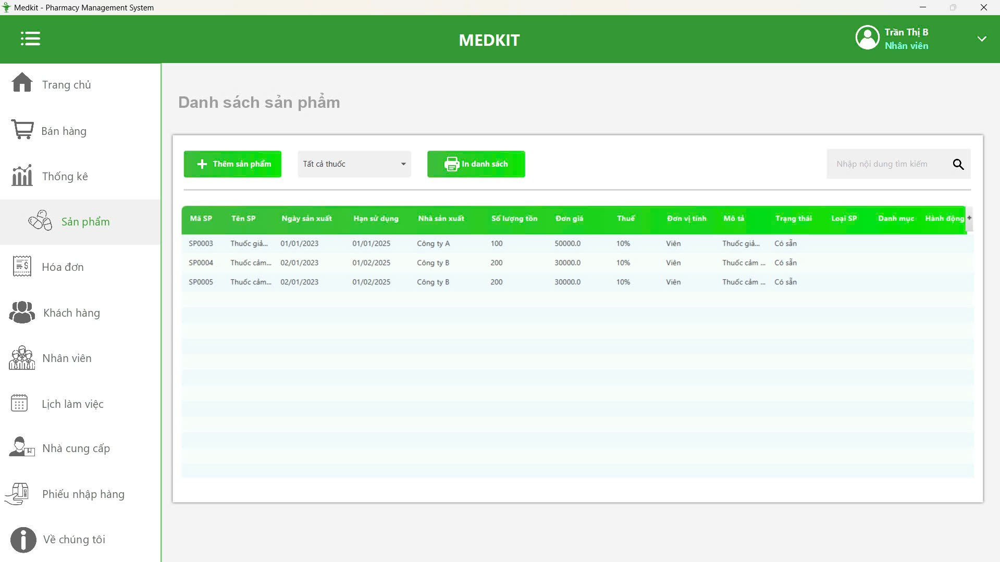 Medkit - Pharmacy Management System
MEDKIT
Trần Thị B
Nhân viên
Trang chủ
Bán hàng
Thống kê
Sản phẩm
Hóa đơn
Khách hàng
Nhân viên
Lịch làm việc
Nhà cung cấp
Phiếu nhập hàng
Về chúng tôi
Danh sách sản phẩm
Thêm sản phẩm
Tất cả thuốc
In danh sách
Nhập nội dung tìm kiếm
Mã SP Tên SP Ngày sản xuất Hạn sử dụng Nhà sản xuất Số lượng tồn Đơn giá Thuế Đơn vị tính Mô tả Trạng thái Loại SP Danh mục Hành động +
SP0003 Thuốc giả... 01/01/2023 01/01/2025 Công ty A 100 50000.0 10% Viên Thuốc giả... Có sẵn
SP0004 Thuốc cảm... 02/01/2023 01/02/2025 Công ty B 200 30000.0 10% Viên Thuốc cảm ... Có sẵn
SP0005 Thuốc cảm... 02/01/2023 01/02/2025 Công ty B 200 30000.0 10% Viên Thuốc cảm ... Có sẵn